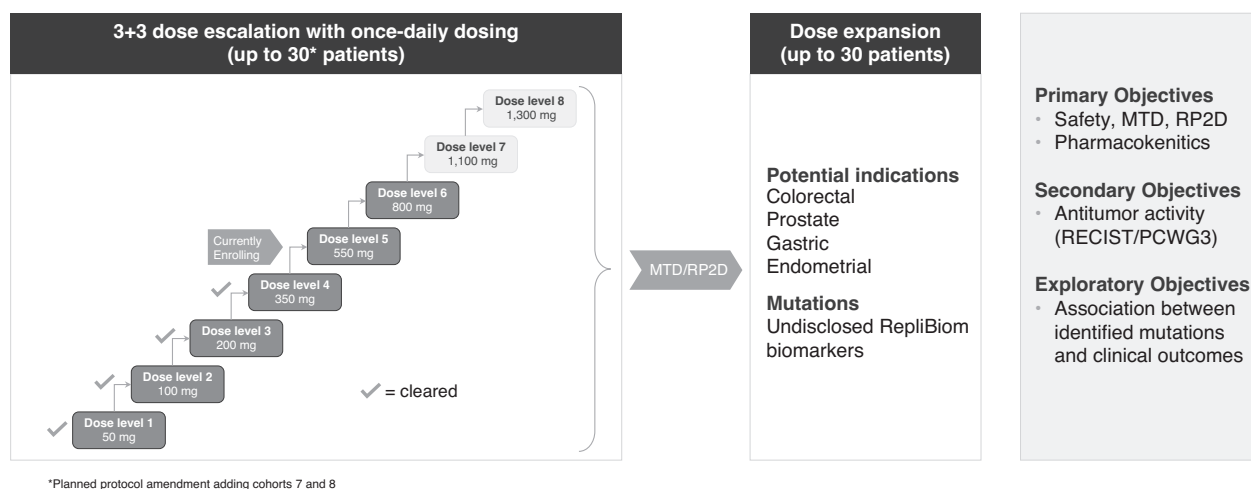 3+3 dose escalation with once-daily dosing
(up to 30* patients)
Dose level 8
1,300 mg
Dose level 7
1,100 mg
Dose level 6
800 mg
Currently
Enrolling
Dose level 5
550 mg
Dose level 4
350 mg
Dose level 3
200 mg
Dose level 2
100 mg
= cleared
Dose level 1
50 mg
MTD/RP2D
Dose expansion
(up to 30 patients)
Potential indications
Colorectal
Prostate
Gastric
Endometrial
Mutations
Undisclosed RepliBiom
biomarkers
Primary Objectives
• Safety, MTD, RP2D
• Pharmacokenitics
Secondary Objectives
• Antitumor activity
(RECIST/PCWG3)
Exploratory Objectives
• Association between
identified mutations
and clinical outcomes
*Planned protocol amendment adding cohorts 7 and 8